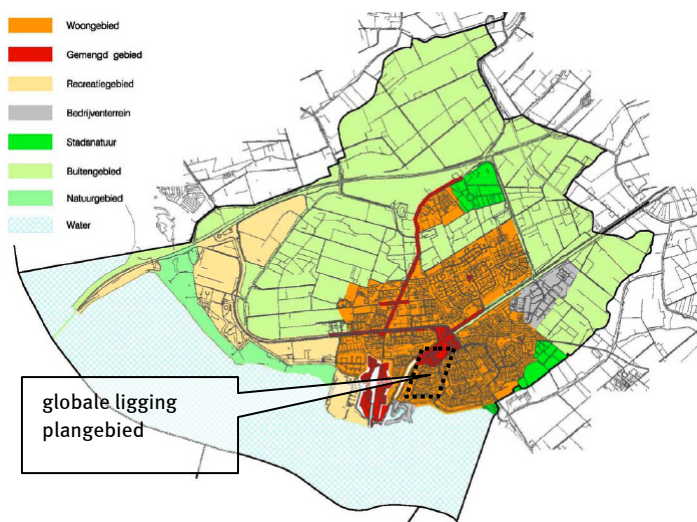 Woongebied
Gemengd gebied
Recreatiegebied
Bedrijventerrein
Stadsnatuur
Buitengebied
Natuurgebied
Water
globale ligging
plangebied